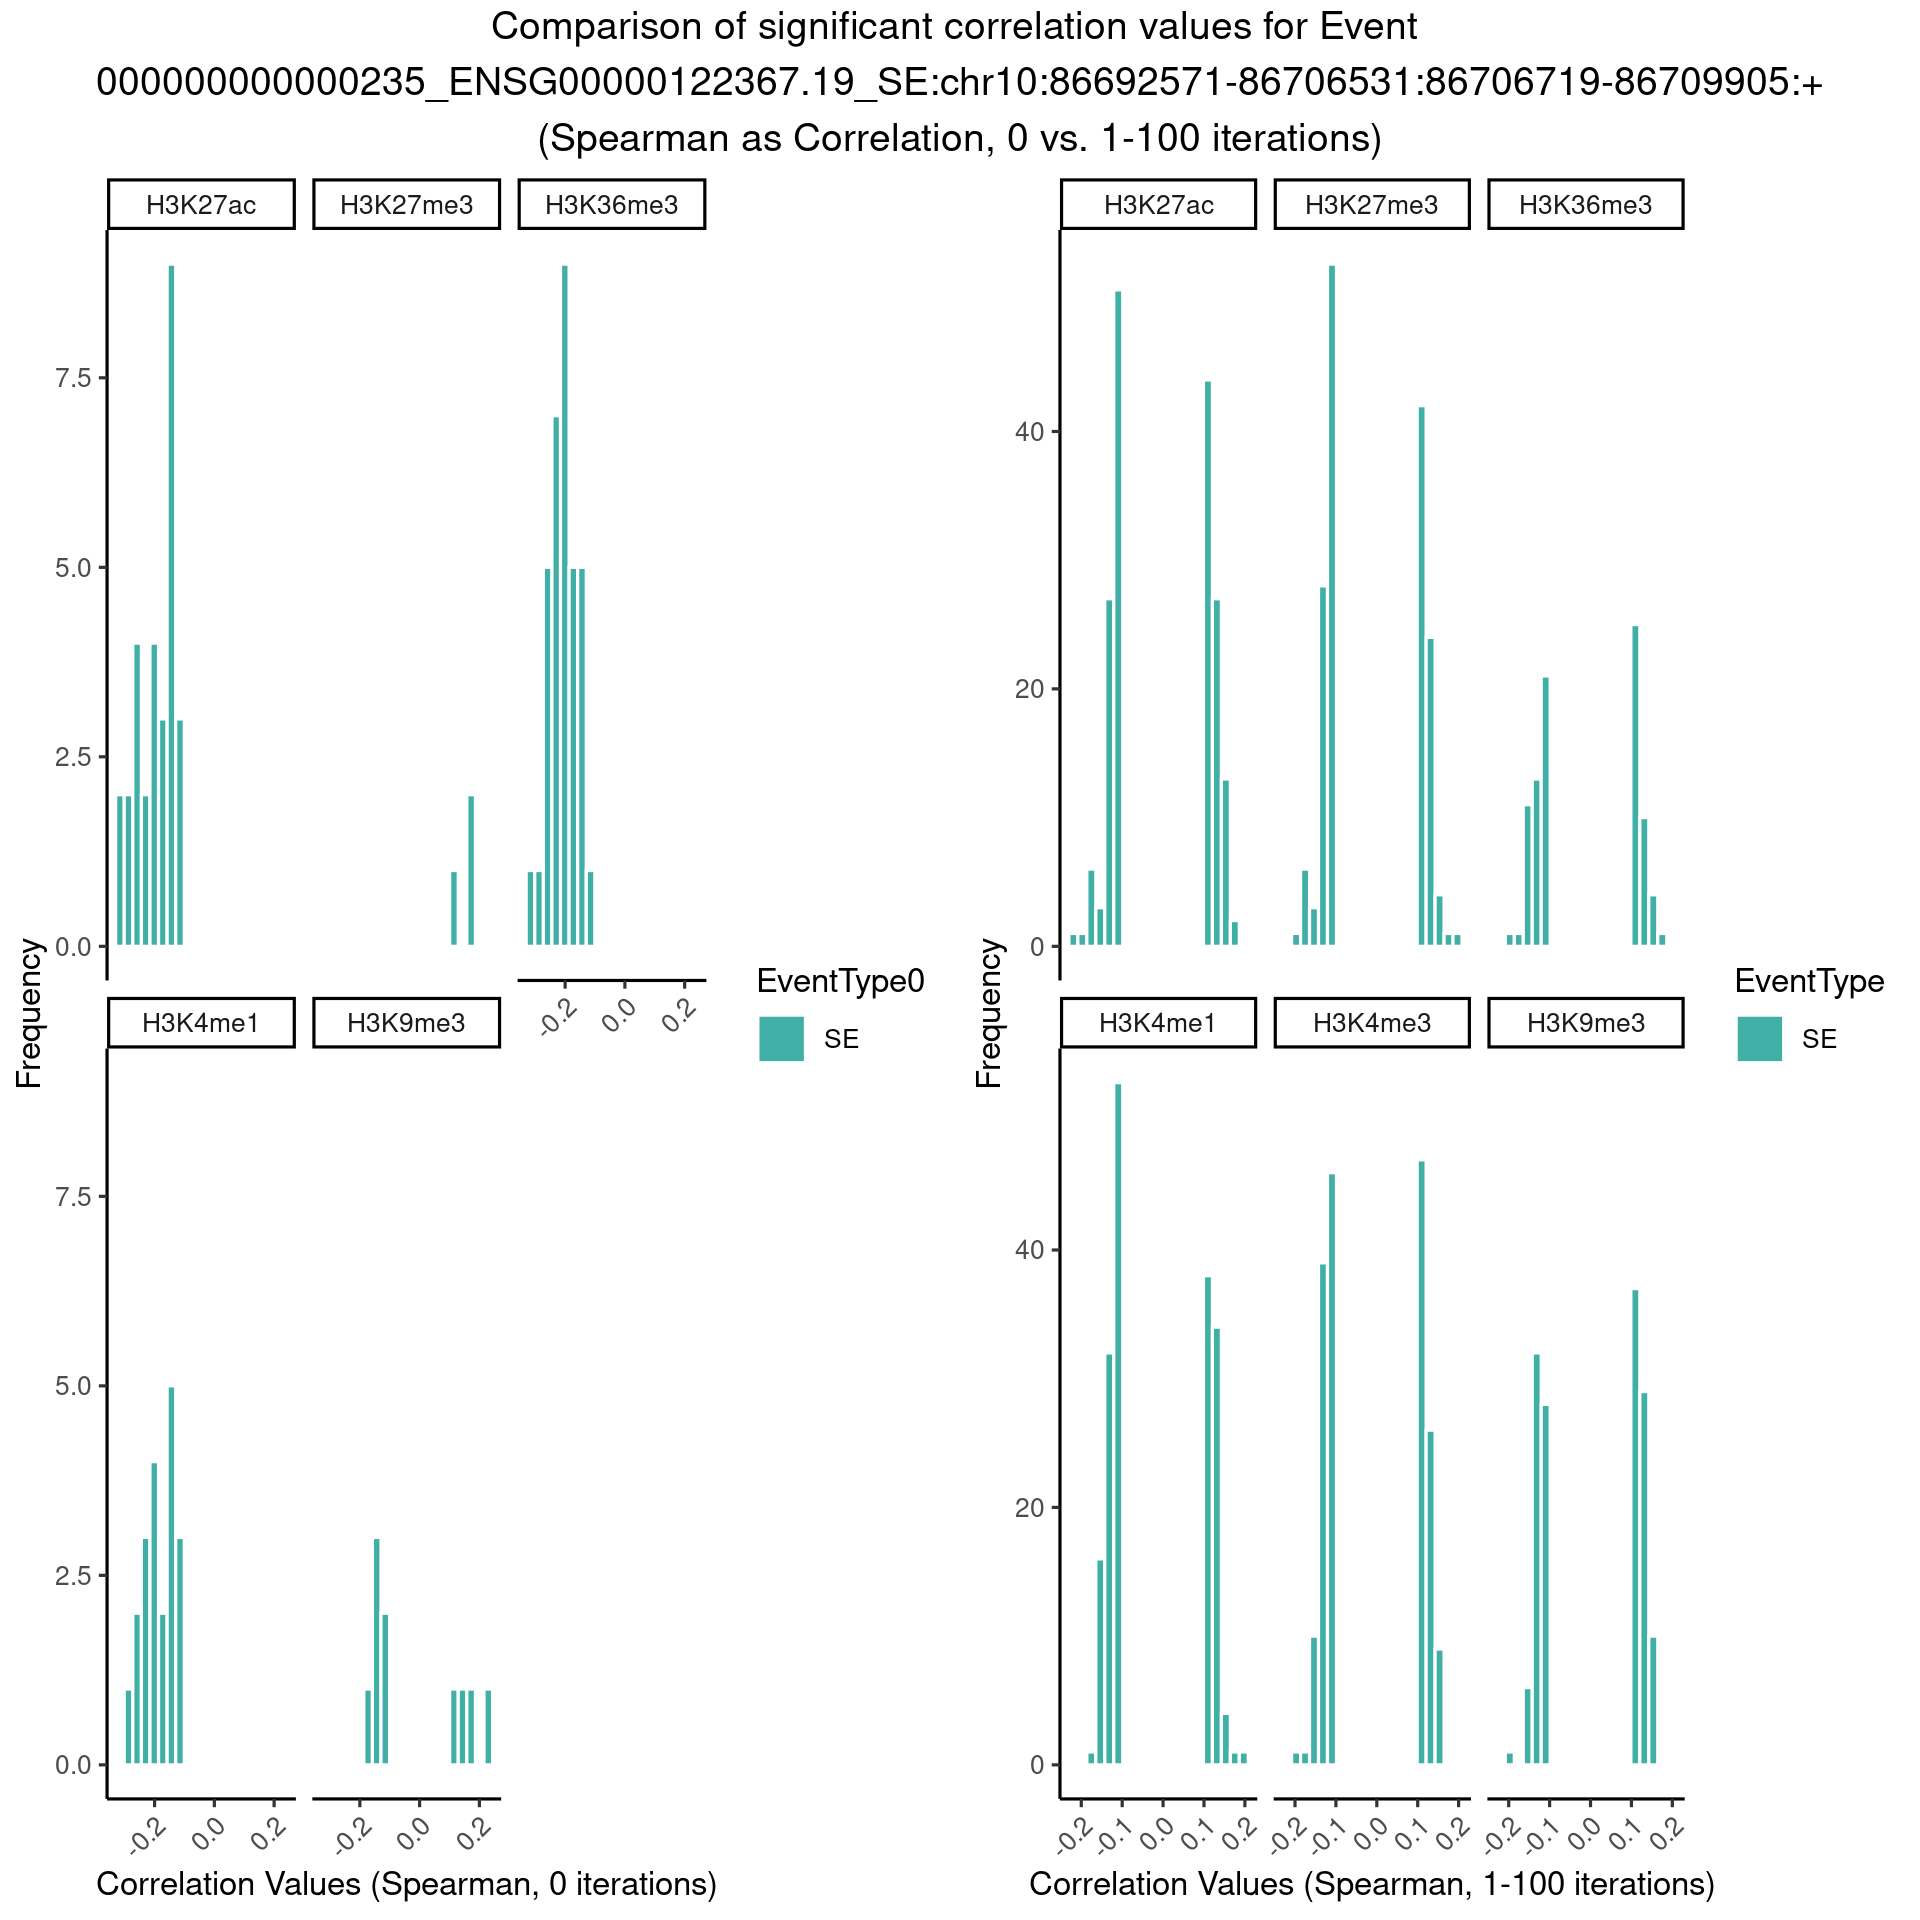 Comparison of significant correlation values for Event
000000000000235_ENSG00000122367.19_SE:chr10:86692571-86706531:86706719-86709905:+
(Spearman as Correlation, 0 vs. 1-100 iterations)
H3K27ac
H3K27me3
H3K36me3
7.5
5.0
2.5
0.0
-0.2
0.0
0.2
H3K4me1
H3K9me3
7.5
5.0
2.5
0.0
-0.2
0.0
0.2
-0.2
0.0
0.2
Frequency
Correlation Values (Spearman, 0 iterations)
EventType0
SE
H3K27ac
H3K27me3
H3K36me3
40
20
0
H3K4me1
H3K4me3
H3K9me3
40
20
0
-0.2
-0.1
0.0
0.1
0.2
-0.2
-0.1
0.0
0.1
0.2
-0.2
-0.1
0.0
0.1
0.2
Frequency
Correlation Values (Spearman, 1-100 iterations)
EventType
SE